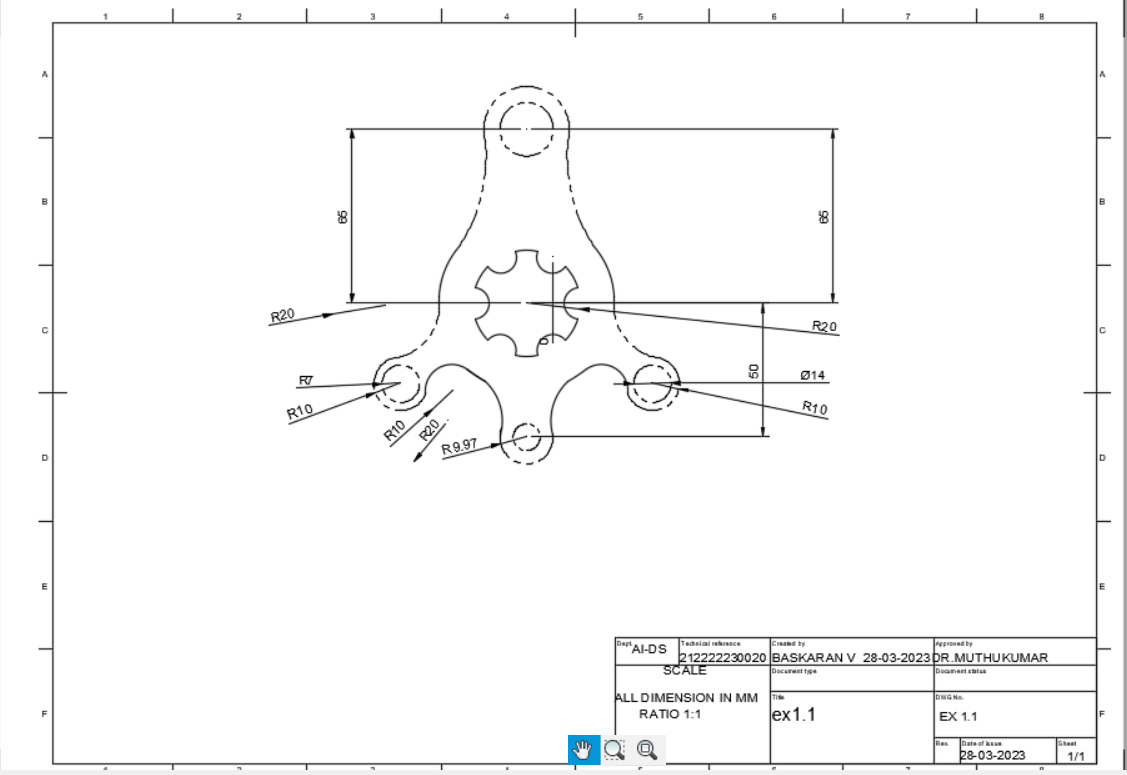 1 2 3 4 5 6 7 8
A A
65 65
B B
R20 R20
C C
50
R7 Ø14
R10 R10
R10 R20 R9.97
D D
E E
Dept. Technical reference Created by Approved by
AI-DS 212222230020 BASKARAN V 28-03-2023 DR.MUTHUKUMAR
SCALE Document type Document status
ALL DIMENSION IN MM Title DWG No.
RATIO 1:1 ex1.1 EX 1.1
F F
Rev. Date of issue Sheet
28-03-2023 1/1